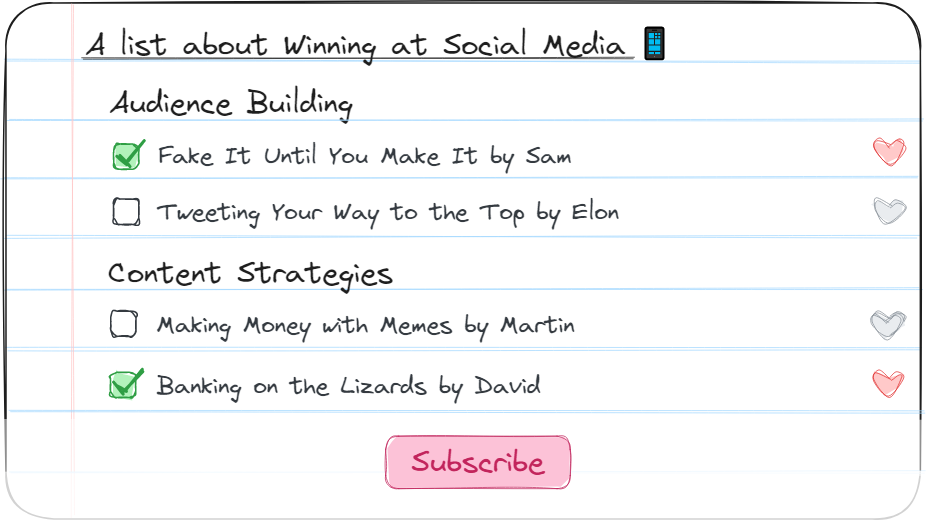 A list about Winning at Social Media
Audience Building
Fake It Until You Make It by Sam
Tweeting Your Way to the Top by Elon
Content Strategies
Making Money with Memes by Martin
Banking on the Lizards by David
Subscribe